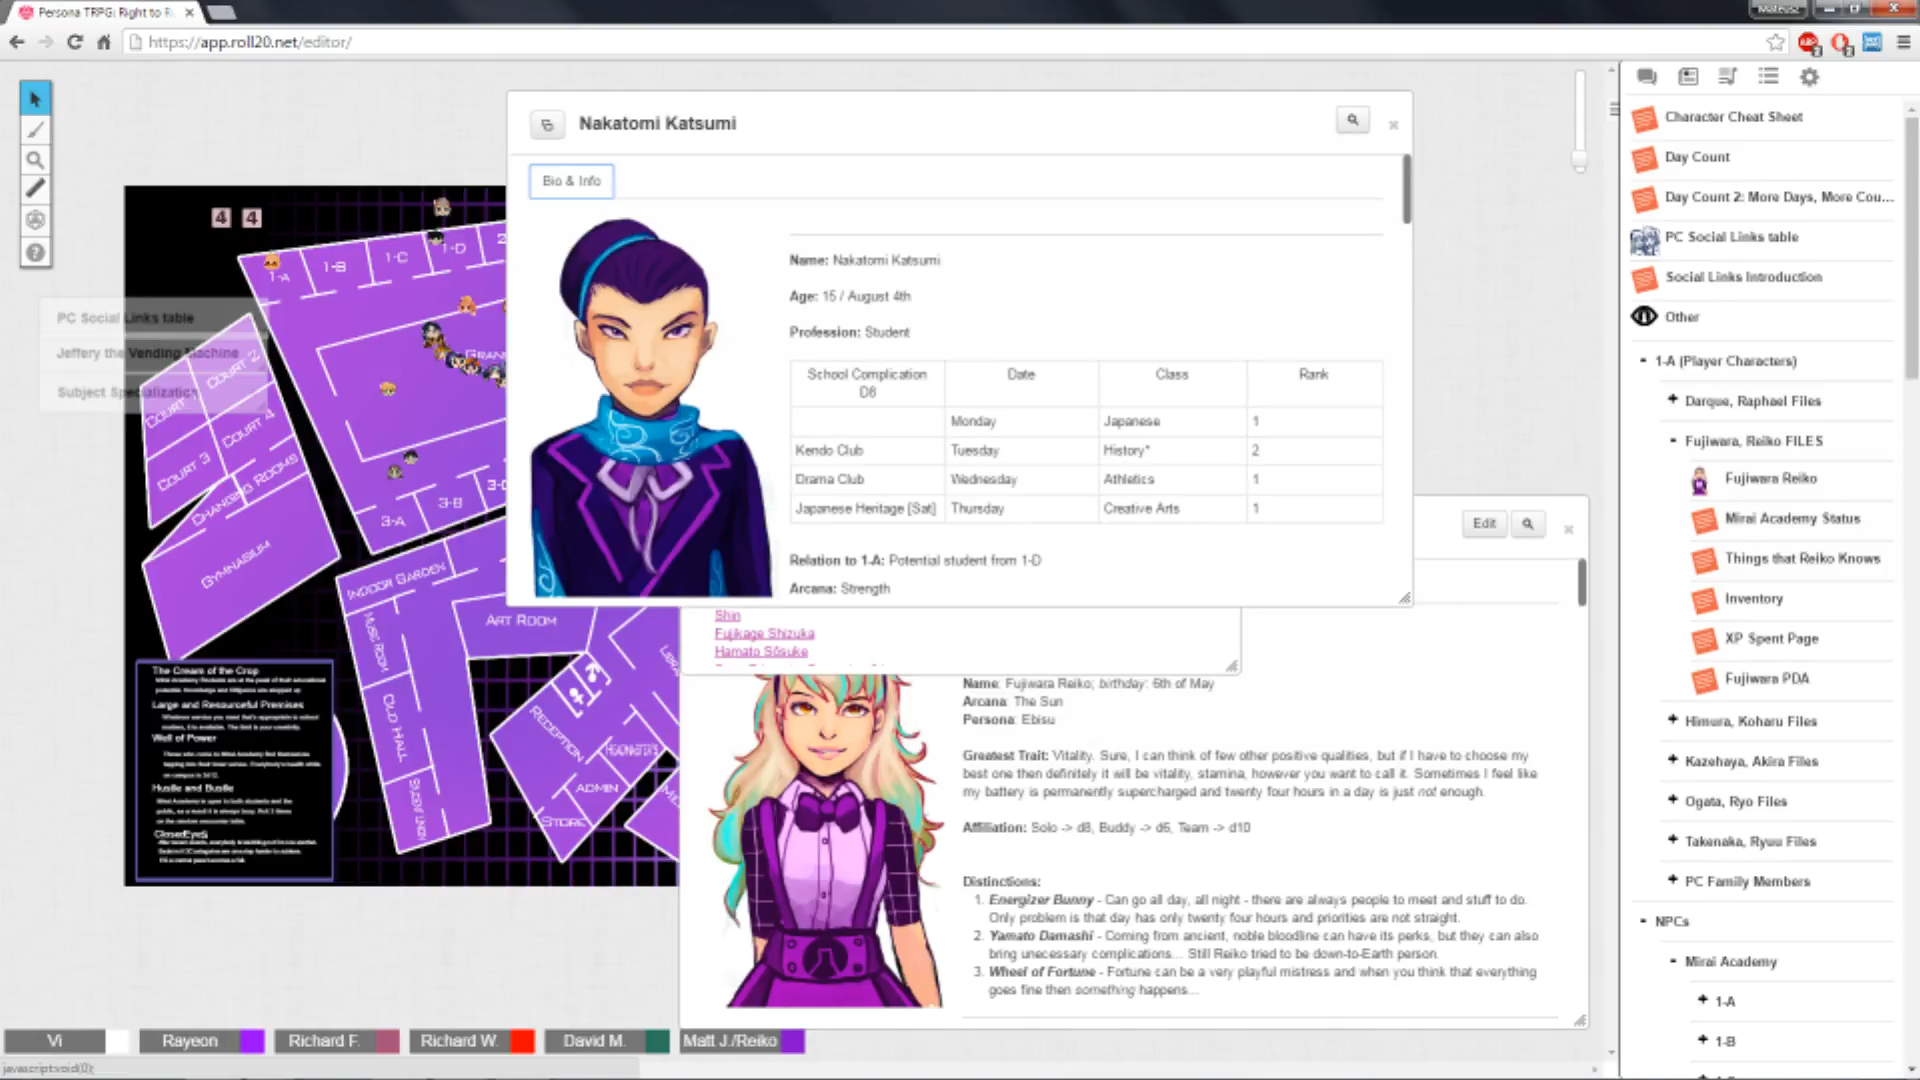 Persona TRPG: Right to R
Mateusz
https://app.roll20.net/editor/
Nakatomi Katsumi
Bio & Info
Name: Nakatomi Katsumi
Age: 15 / August 4th
Profession: Student
School Complication D8 Date Class Rank
Monday Japanese 1
Kendo Club Tuesday History* 2
Drama Club Wednesday Athletics 1
Japanese Heritage [Sat] Thursday Creative Arts 1
Relation to 1-A: Potential student from 1-D
Arcana: Strength
Edit
Shin
Fujikage Shizuka
Hamato Sōsuke
Name: Fujiwara Reiko; birthday: 6th of May
Arcana: The Sun
Persona: Ebisu
Greatest Trait: Vitality. Sure, I can think of few other positive qualities, but if I have to choose my
best one then definitely it will be vitality, stamina, however you want to call it. Sometimes I feel like
my battery is permanently supercharged and twenty four hours in a day is just not enough.
Affiliation: Solo -> d8, Buddy -> d6, Team -> d10
Distinctions:
1. Energizer Bunny - Can go all day, all night - there are always people to meet and stuff to do.
Only problem is that day has only twenty four hours and priorities are not straight.
2. Yamato Damashi - Coming from ancient, noble bloodline can have its perks, but they can also
bring unecessary complications... Still Reiko tried to be down-to-Earth person.
3. Wheel of Fortune - Fortune can be a very playful mistress and when you think that everything
goes fine then something happens...
PC Social Links table
Jeffery the Vending Machine
Subject Specialization
4 4
1-A
1-B
1-C
1-D
2
Court 2
Court
Court 4
Court 3
Changing Rooms
Gymnasium
3-A
3-B
Indoor Garden
Music Room
Old Hall
Art Room
Reception
Headmaster's
Admin
Store
The Cream of the Crop
Large and Resourceful Premises
Well of Power
Hustle and Bustle
Closed Eyes
Vi
Rayeon
Richard F.
Richard W.
David M.
Matt J./Reiko
javascript:void(0);
Character Cheat Sheet
Day Count
Day Count 2: More Days, More Cou...
PC Social Links table
Social Links Introduction
Other
1-A (Player Characters)
Darque, Raphael Files
Fujiwara, Reiko FILES
Fujiwara Reiko
Mirai Academy Status
Things that Reiko Knows
Inventory
XP Spent Page
Fujiwara PDA
Himura, Koharu Files
Kazehaya, Akira Files
Ogata, Ryo Files
Takenaka, Ryuu Files
PC Family Members
NPCs
Mirai Academy
1-A
1-B